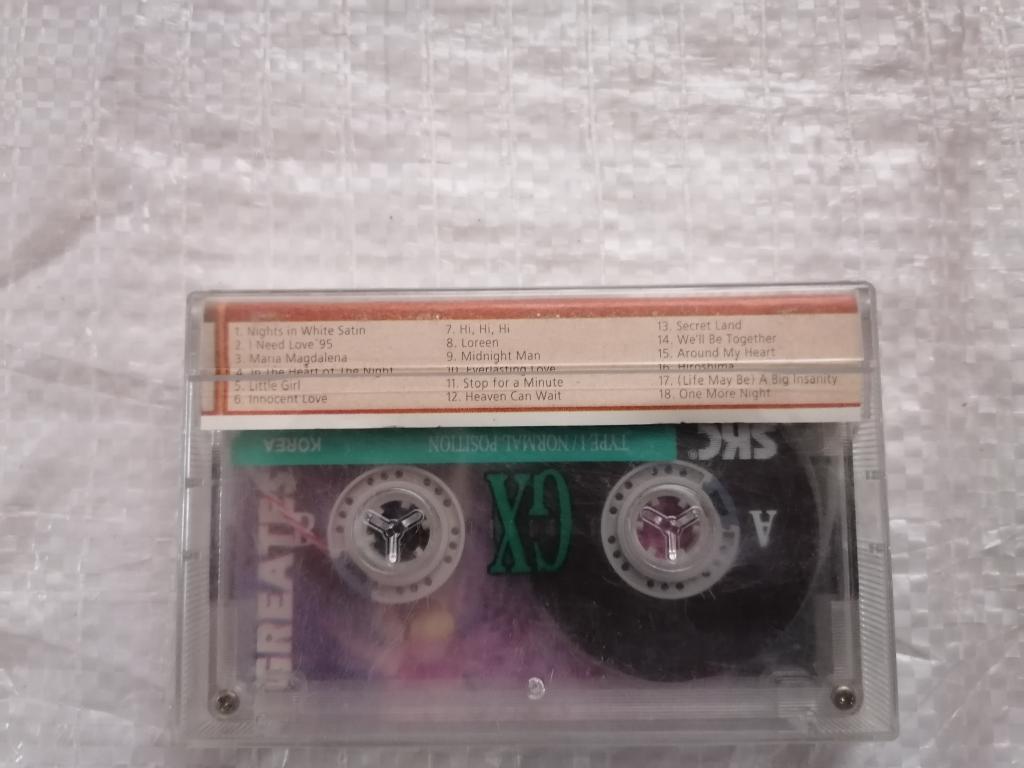 1. Nights in White Satin
2. I Need Love´95
3. Maria Magdalena
4. In The Heart of The Night
5. Little Girl
6. Innocent Love
7. Hi, Hi, Hi
8. Loreen
9. Midnight Man
10. Everlasting Love
11. Stop for a Minute
12. Heaven Can Wait
13. Secret Land
14. We'll Be Together
15. Around My Heart
16. Hiroshima
17. (Life May Be) A Big Insanity
18. One More Night
SKC®
TYPE I / NORMAL POSITION
KOREA
GX
A